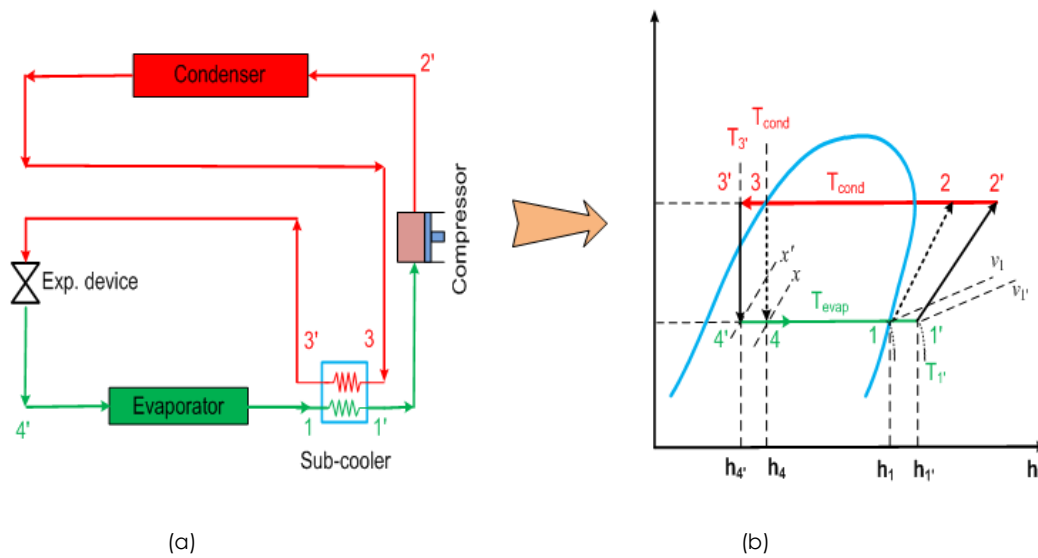 Condenser
2'
Compressor
Exp. device
3'
3
Evaporator
4'
1
1'
Sub-cooler
(a)
T3'
Tcond
3'
3
Tcond
2
2'
x'
x
Tevap
v1
v1'
4'
4
1
1'
T1'
h4'
h4
h1
h1'
h
(b)